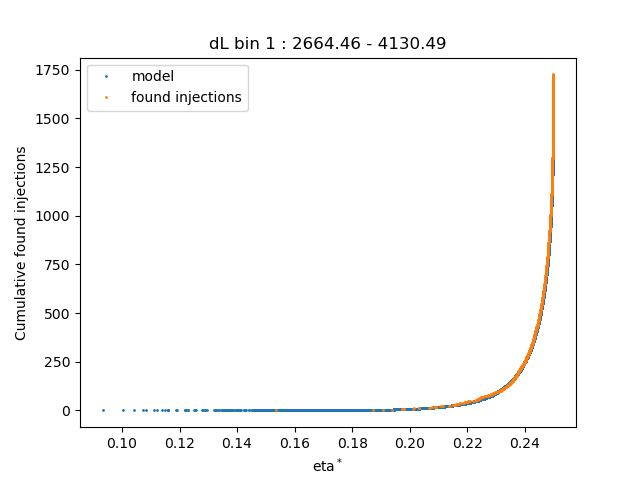 dL bin 1 : 2664.46 - 4130.49
model
found injections
Cumulative found injections
1750
1500
1250
1000
750
500
250
0
0.10 0.12 0.14 0.16 0.18 0.20 0.22 0.24
eta*